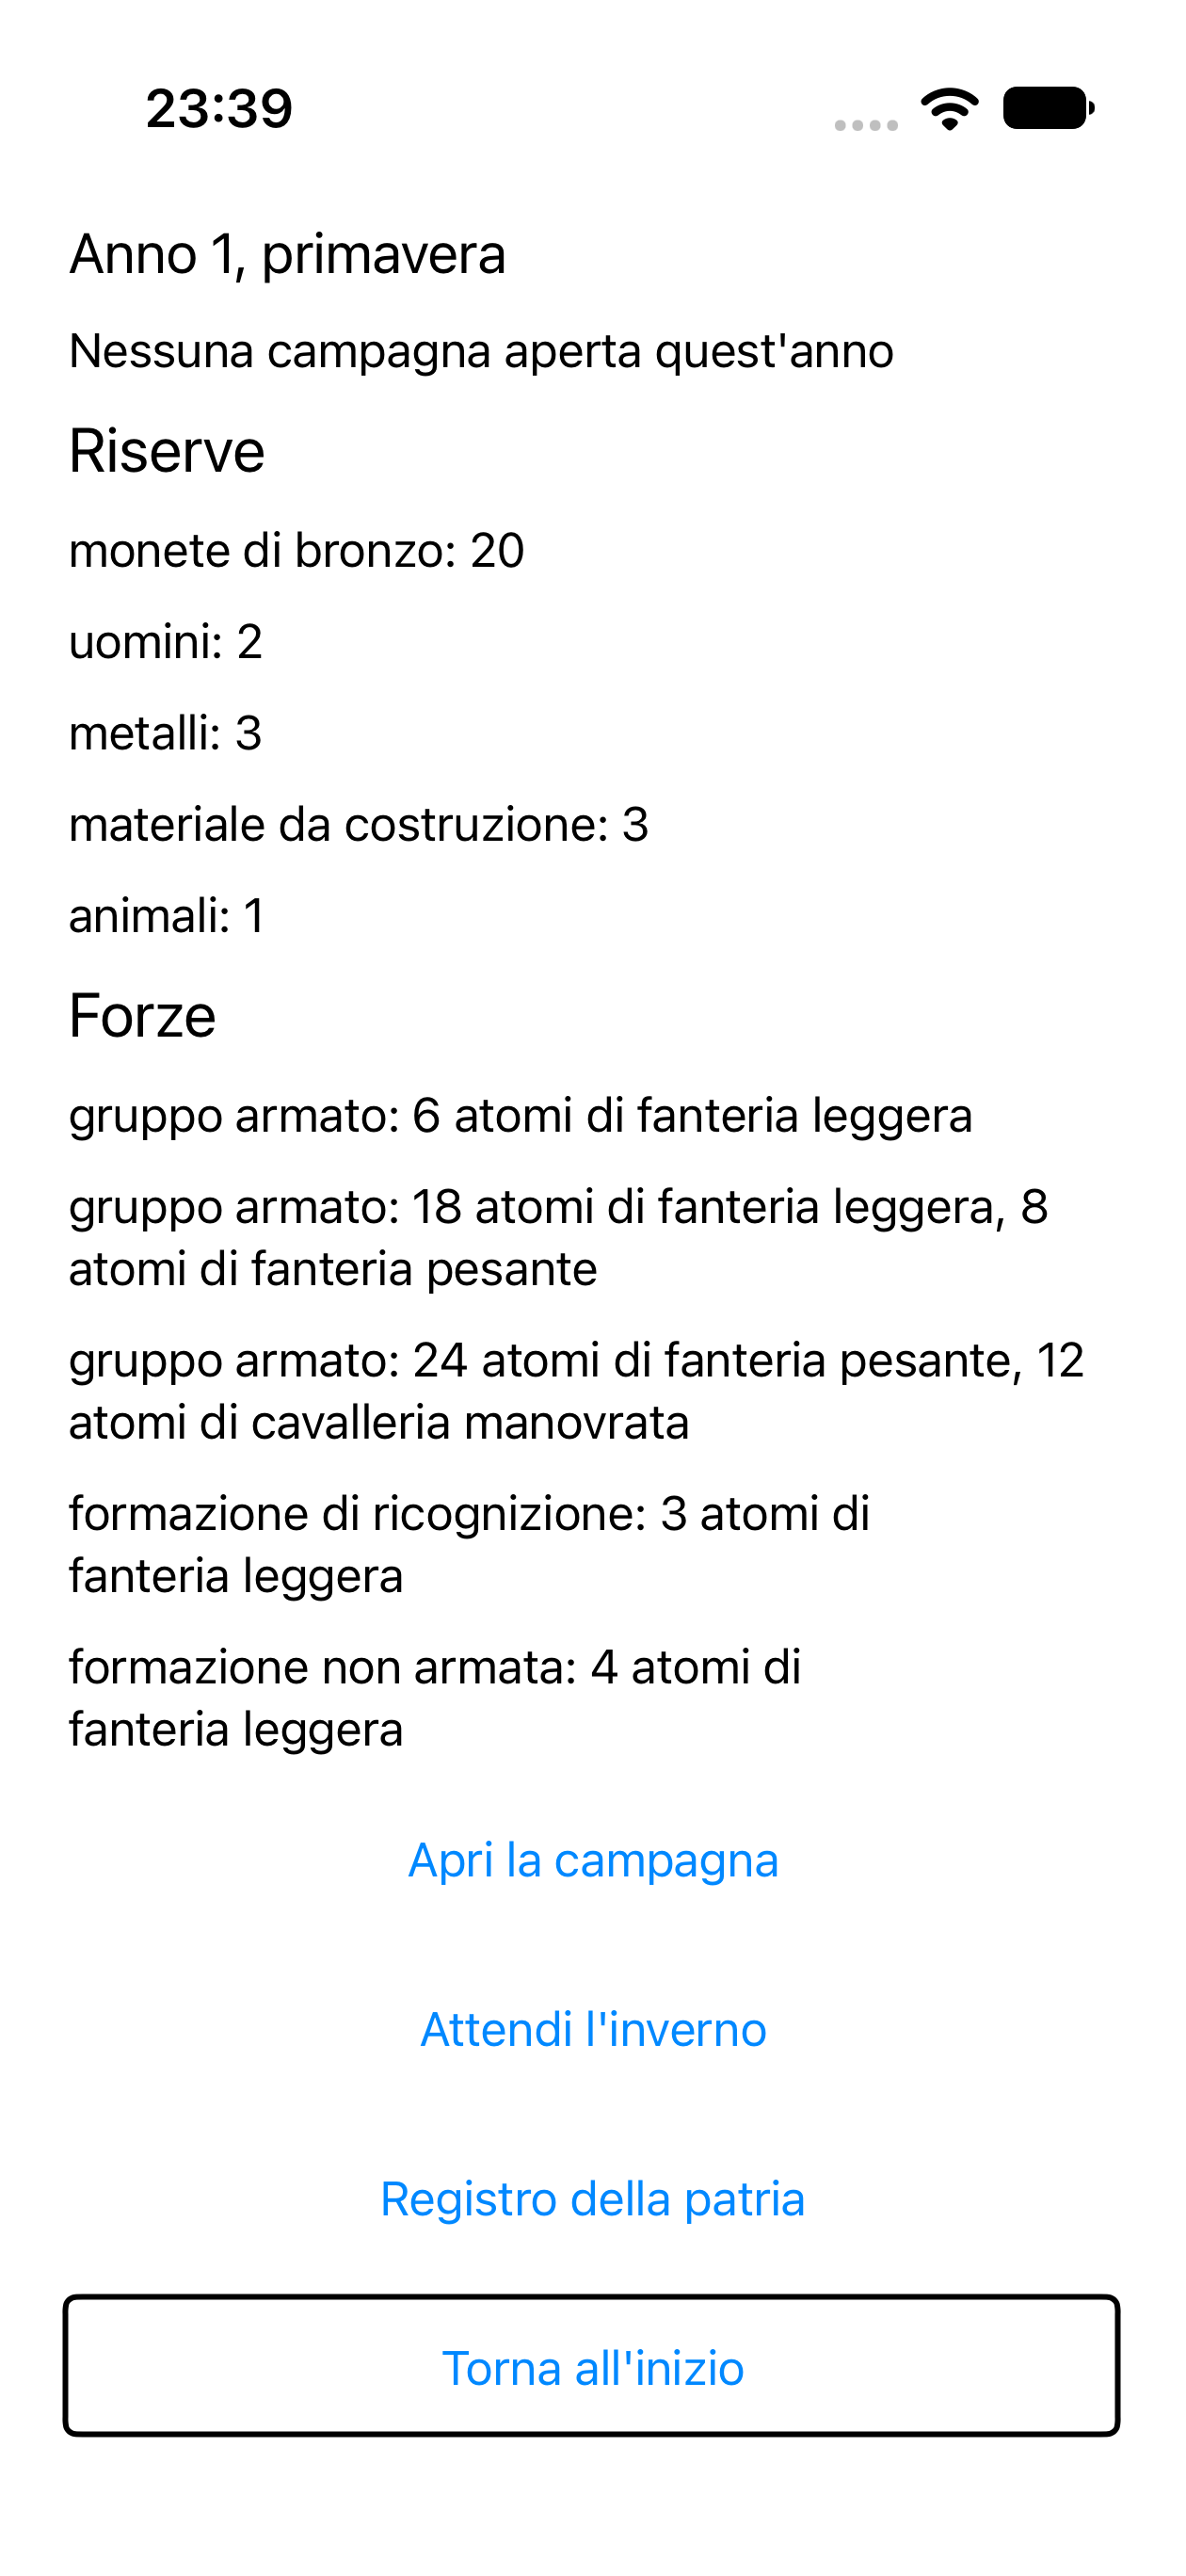 23:39
Anno 1, primavera
Nessuna campagna aperta quest'anno
Riserve
monete di bronzo: 20
uomini: 2
metalli: 3
materiale da costruzione: 3
animali: 1
Forze
gruppo armato: 6 atomi di fanteria leggera
gruppo armato: 18 atomi di fanteria leggera, 8
atomi di fanteria pesante
gruppo armato: 24 atomi di fanteria pesante, 12
atomi di cavalleria manovrata
formazione di ricognizione: 3 atomi di
fanteria leggera
formazione non armata: 4 atomi di
fanteria leggera
Apri la campagna
Attendi l'inverno
Registro della patria
Torna all'inizio